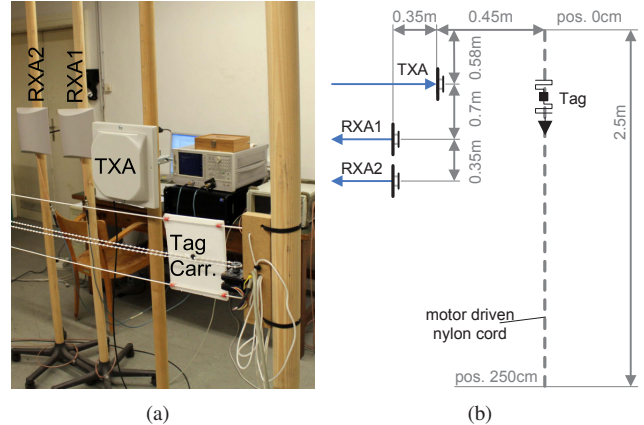 RXA2
RXA1
TXA
Tag
Carr.
(a)
0.35m
0.45m
pos. 0cm
TXA
0.58m
Tag
RXA1
0.7m
2.5m
RXA2
0.35m
motor driven
nylon cord
pos. 250cm
(b)